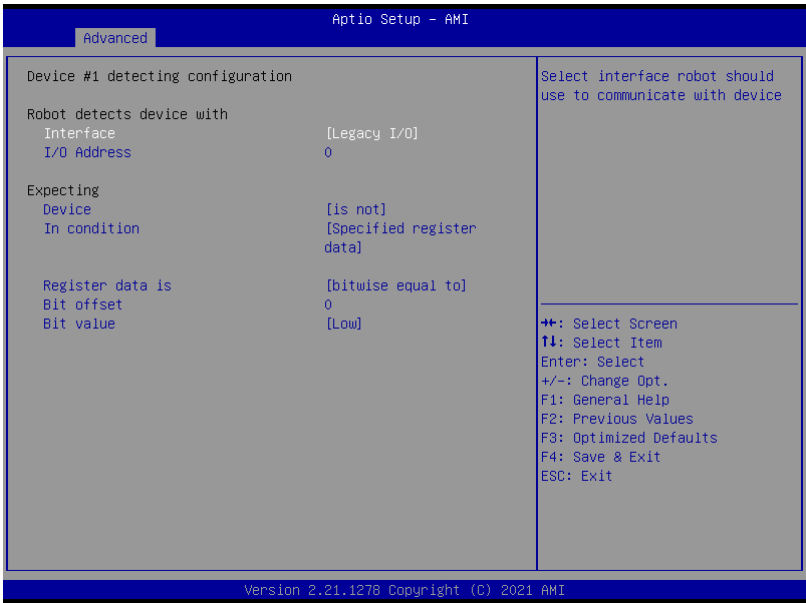 Aptio Setup – AMI
Advanced
Device #1 detecting configuration
Robot detects device with
Interface [Legacy I/O]
I/O Address 0
Expecting
Device [is not]
In condition [Specified register
data]
Register data is [bitwise equal to]
Bit offset 0
Bit value [Low]
Select interface robot should
use to communicate with device
→←: Select Screen
↑↓: Select Item
Enter: Select
+/-: Change Opt.
F1: General Help
F2: Previous Values
F3: Optimized Defaults
F4: Save & Exit
ESC: Exit
Version 2.21.1278 Copyright (C) 2021 AMI